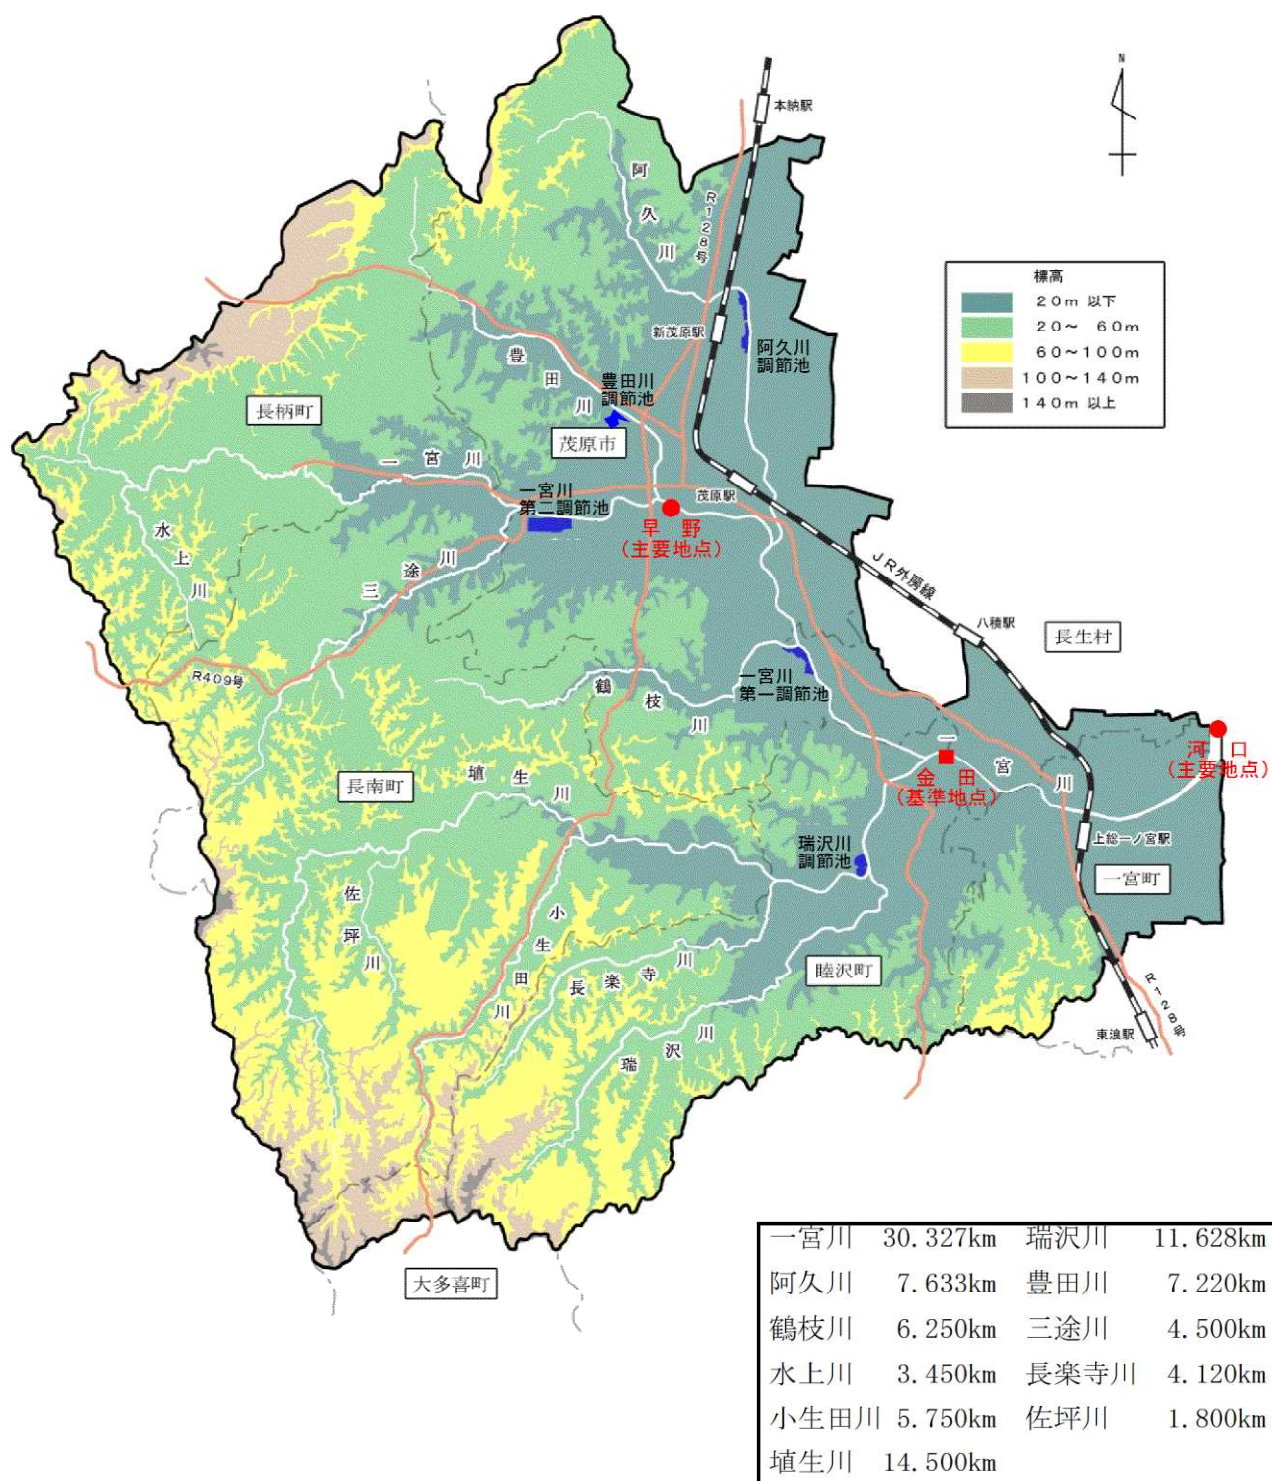 N
本納駅
阿久川
R128号
標高
20m 以下
20～ 60m
60～100m
100～140m
140m 以上
新茂原駅
阿久川
調節池
豊田川
豊田川
調節池
長柄町
茂原市
一宮川
一宮川
第二調節池
茂原駅
早 野
(主要地点)
水上川
三途川
JR外房線
八積駅
長生村
R409号
鶴枝川
一宮川
第一調節池
一宮川
河 口
(主要地点)
金 田
(基準地点)
長南町
埴生川
瑞沢川
調節池
上総一ノ宮駅
一宮町
佐坪川
小生田川
長楽寺川
睦沢町
瑞沢川
R128号
東浪駅
大多喜町
一宮川 30.327km 瑞沢川 11.628km
阿久川 7.633km 豊田川 7.220km
鶴枝川 6.250km 三途川 4.500km
水上川 3.450km 長楽寺川 4.120km
小生田川 5.750km 佐坪川 1.800km
埴生川 14.500km